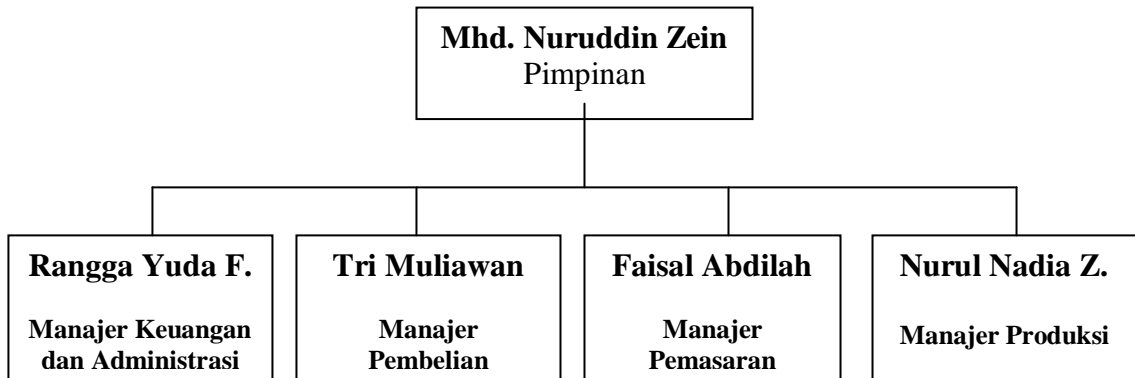 Mhd. Nuruddin Zein
Pimpinan
Rangga Yuda F.
Manajer Keuangan
dan Administrasi
Tri Muliawan
Manajer
Pembelian
Faisal Abdilah
Manajer
Pemasaran
Nurul Nadia Z.
Manajer Produksi